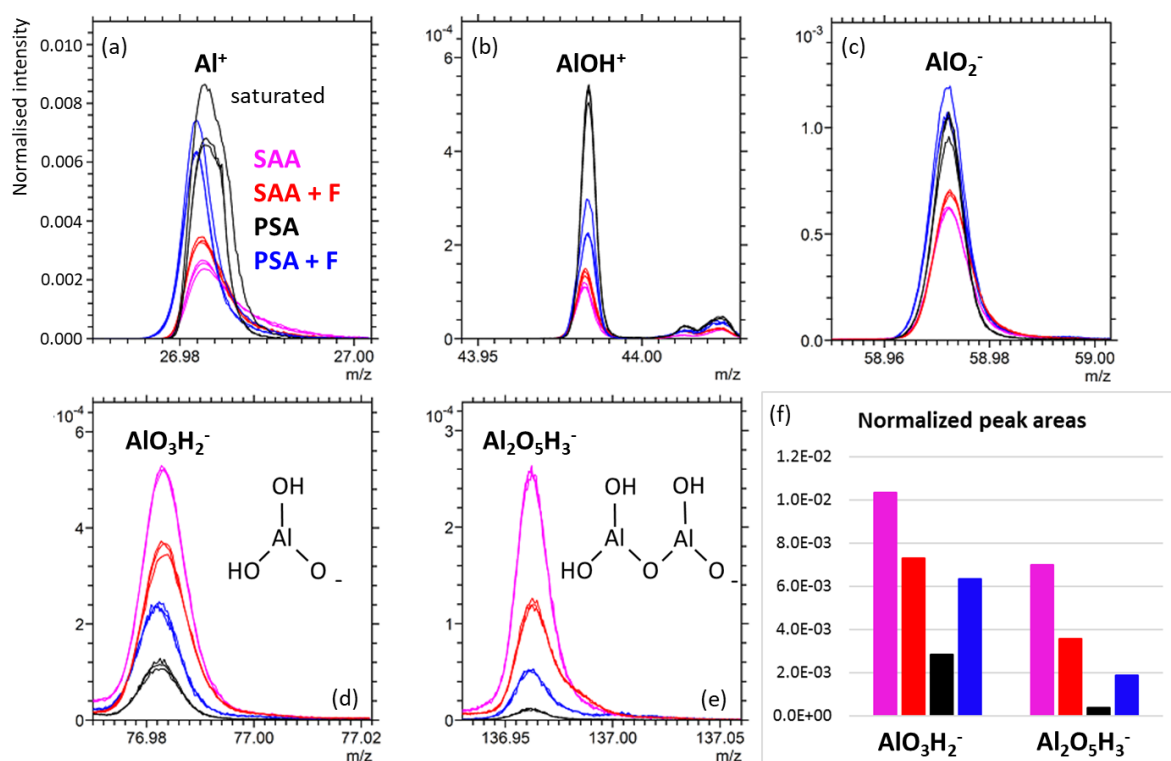 Normalised intensity
(a)
Al⁺
saturated
SAA
SAA + F
PSA
PSA + F
0.010
0.008
0.006
0.004
0.002
0.000
26.98
27.00
m/z
(b)
10⁻⁴
AlOH⁺
6
4
2
0
43.95
44.00
m/z
(c)
10⁻³
AlO₂⁻
1.0
0.5
0.0
58.96
58.98
59.00
m/z
.10⁻⁴
AlO₃H₂⁻
6
4
2
0
OH
Al
HO
O -
(d)
76.98
77.00
77.02
m/z
10⁻⁴
Al₂O₅H₃⁻
3
2
1
0
OH
OH
Al
Al
HO
O
O -
(e)
136.95
137.00
137.05
m/z
(f)
Normalized peak areas
1.2E-02
1.0E-02
8.0E-03
6.0E-03
4.0E-03
2.0E-03
0.0E+00
AlO₃H₂⁻
Al₂O₅H₃⁻